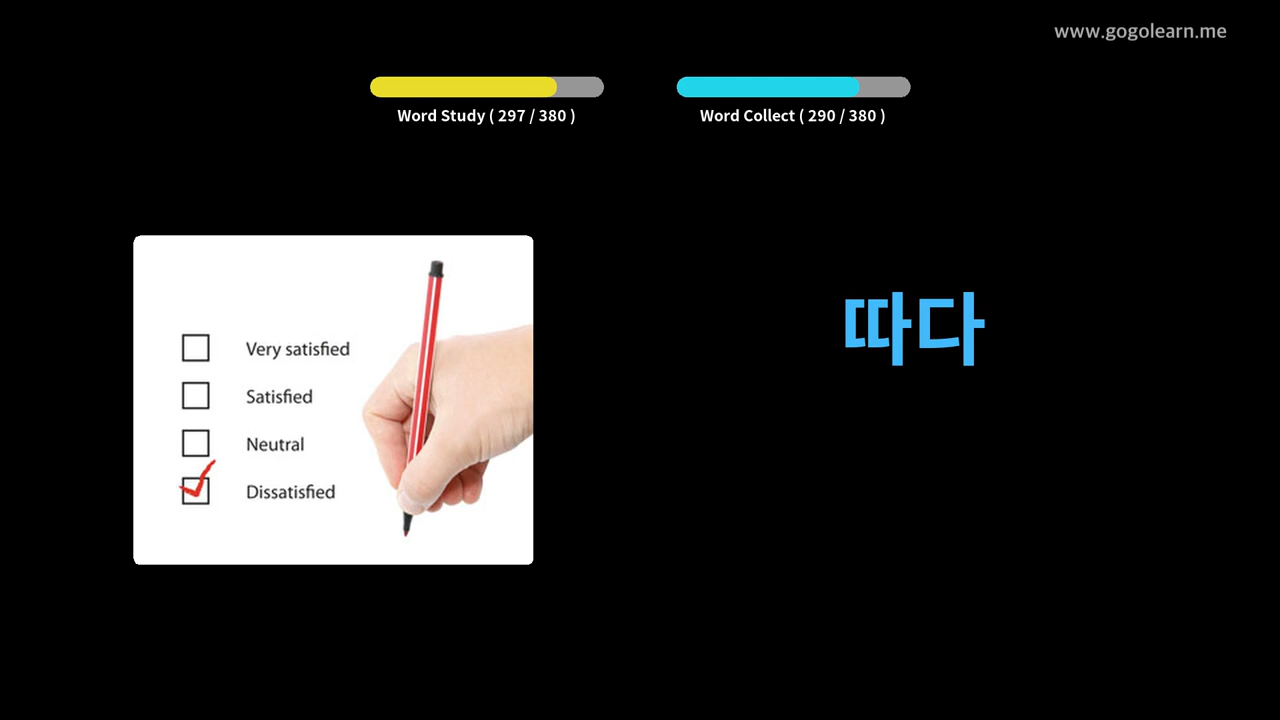 www.gogolearn.me
Word Study ( 297 / 380 )
Word Collect ( 290 / 380 )
Very satisfied
Satisfied
Neutral
Dissatisfied
따다